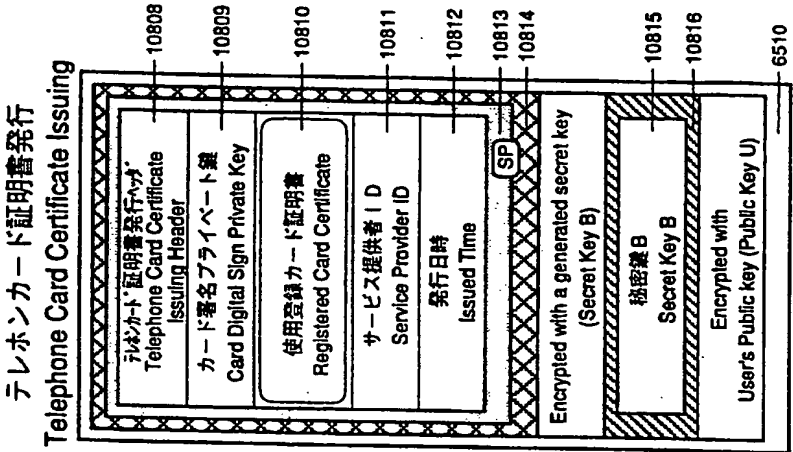 テレホンカード証明書発行
Telephone Card Certificate Issuing
テレホンカード証明書発行ヘッダ
Telephone Card Certificate
Issuing Header
10808
カード署名プライベート鍵
Card Digital Sign Private Key
10809
使用登録カード証明書
Registered Card Certificate
10810
サービス提供者ID
Service Provider ID
10811
発行日時
Issued Time
10812
SP
10813
10814
Encrypted with a generated secret key
(Secret Key B)
秘密鍵B
Secret Key B
10815
10816
Encrypted with
User's Public key (Public Key U)
6510